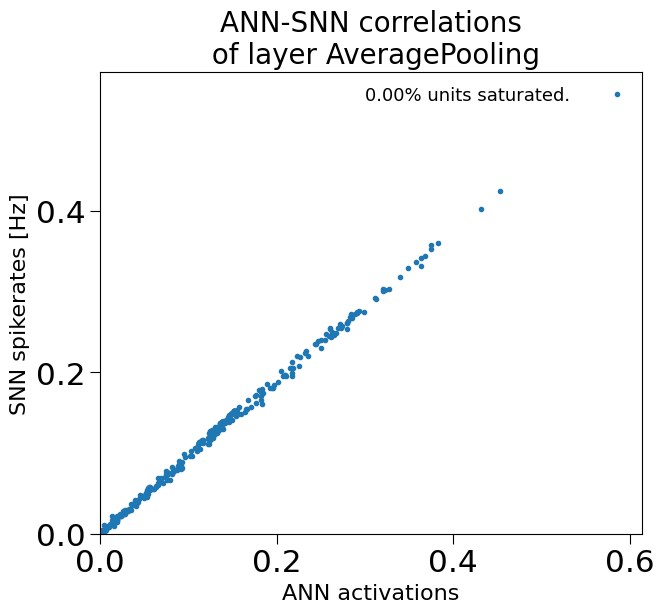 ANN-SNN correlations
of layer AveragePooling
0.00% units saturated.
SNN spikerates [Hz]
0.4
0.2
0.0
0.0 0.2 0.4 0.6
ANN activations